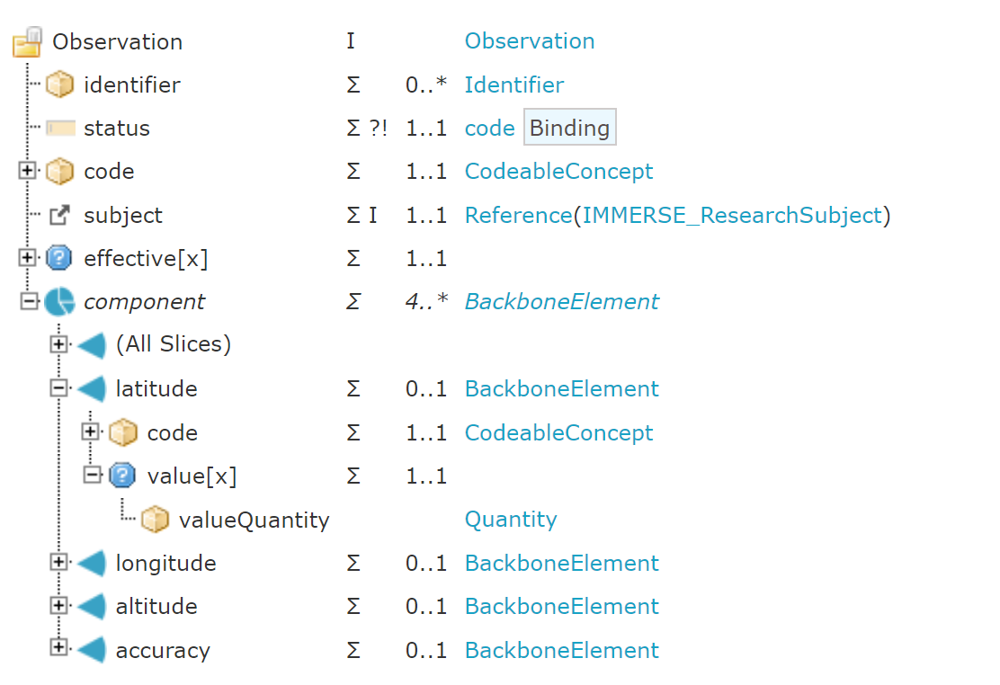 Observation I Observation
identifier Σ 0..* Identifier
status Σ ?! 1..1 code Binding
code Σ 1..1 CodeableConcept
subject Σ I 1..1 Reference(IMMERSE_ResearchSubject)
effective[x] Σ 1..1
component Σ 4..* BackboneElement
(All Slices)
latitude Σ 0..1 BackboneElement
code Σ 1..1 CodeableConcept
value[x] Σ 1..1
valueQuantity Quantity
longitude Σ 0..1 BackboneElement
altitude Σ 0..1 BackboneElement
accuracy Σ 0..1 BackboneElement